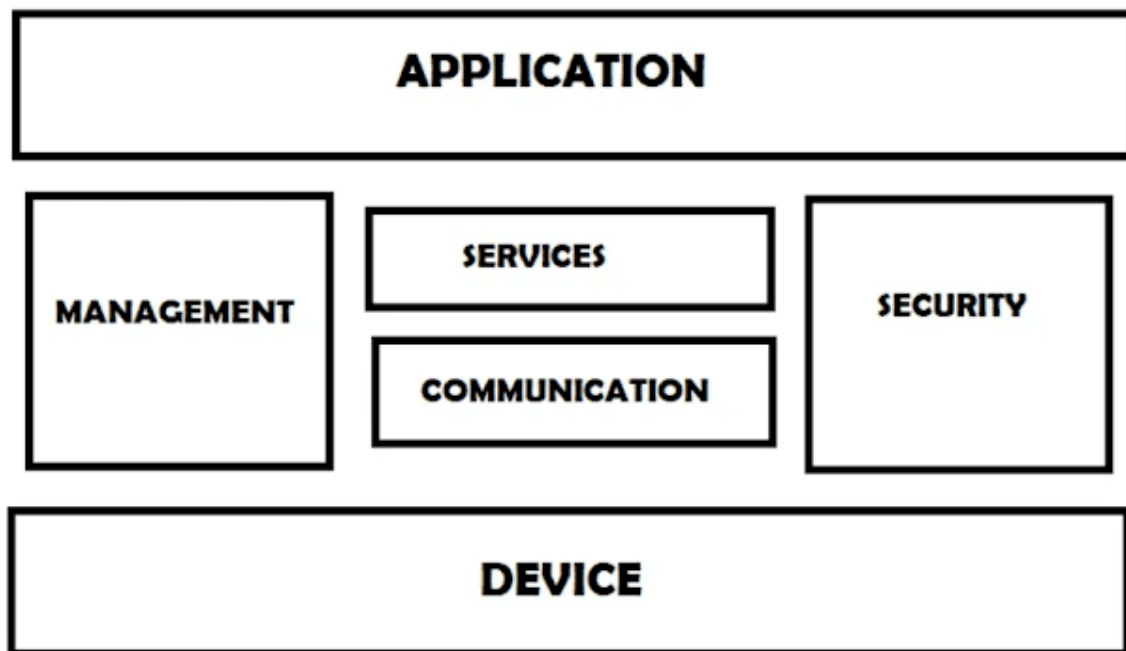 APPLICATION
SERVICES
MANAGEMENT
SECURITY
COMMUNICATION
DEVICE